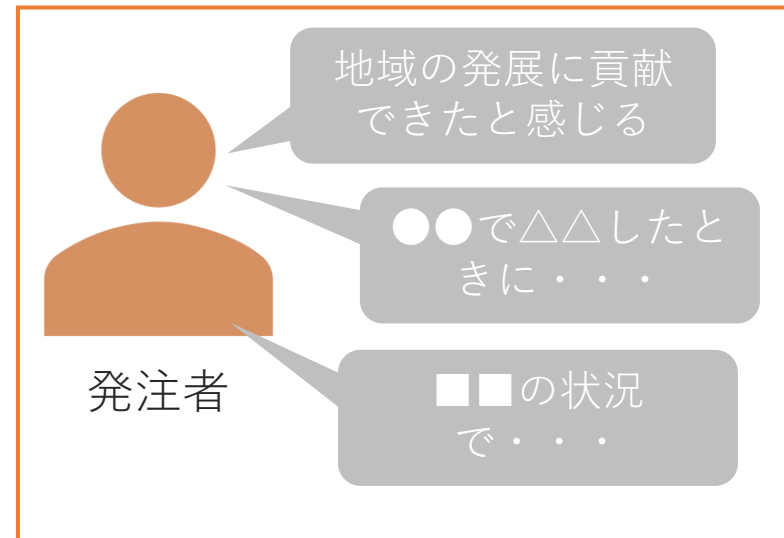 地域の発展に貢献
できたと感じる
●●で△△したと
きに・・・
発注者
■■の状況
で・・・